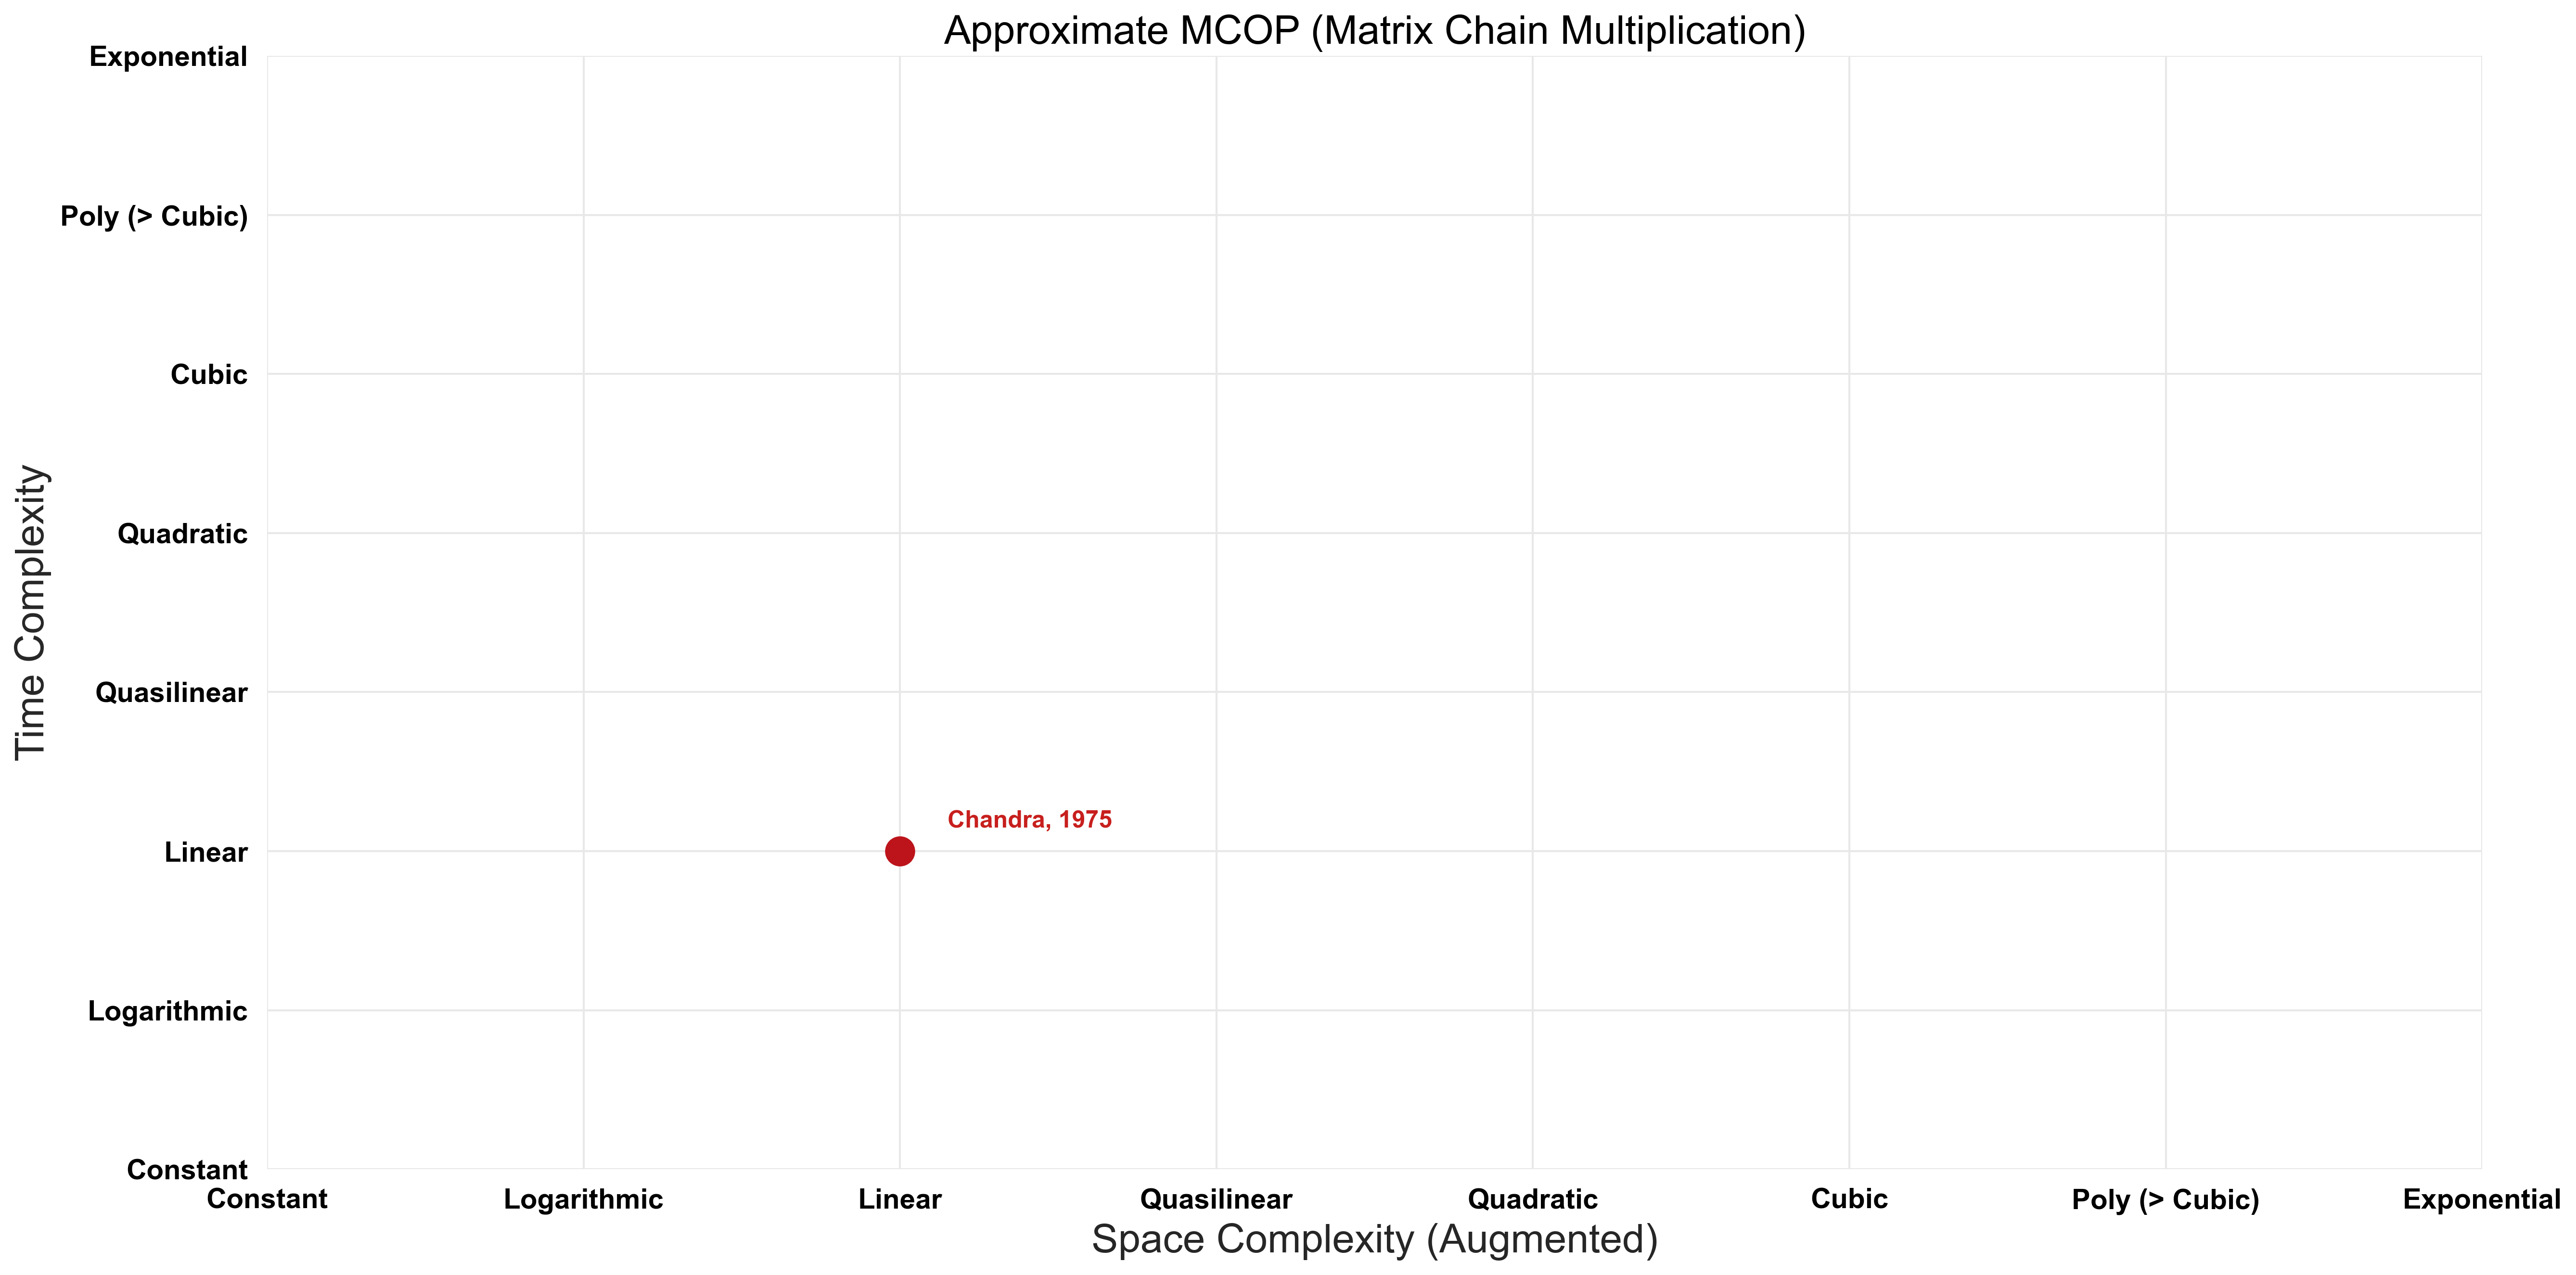 Approximate MCOP (Matrix Chain Multiplication)
Exponential
Poly (> Cubic)
Cubic
Quadratic
Quasilinear
Linear
Logarithmic
Constant
Time Complexity
Chandra, 1975
Constant
Logarithmic
Linear
Quasilinear
Quadratic
Cubic
Poly (> Cubic)
Exponential
Space Complexity (Augmented)